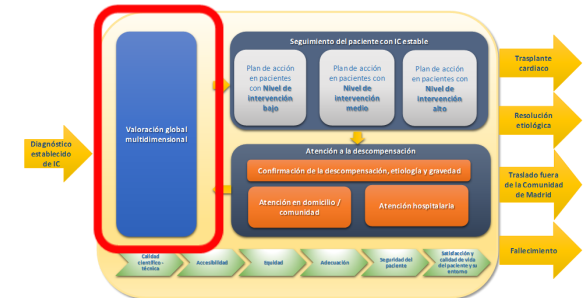 Diagnóstico
establecido
de IC
Valoración global
multidimensional
Seguimiento del paciente con IC estable
Plan de acción
en pacientes
con Nivel de
intervención
bajo
Plan de acción
en pacientes con
Nivel de
intervención
medio
Plan de acción
en pacientes con
Nivel de
intervención
alto
Atención a la descompensación
Confirmación de la descompensación, etiología y gravedad
Atención en domicilio /
comunidad
Atención hospitalaria
Calidad
científico -
técnica
Accesibilidad
Equidad
Adecuación
Seguridad del
paciente
Satisfacción y
calidad de vida
del paciente y su
entorno
Trasplante
cardiaco
Resolución
etiológica
Traslado fuera
de la Comunidad
de Madrid
Fallecimiento